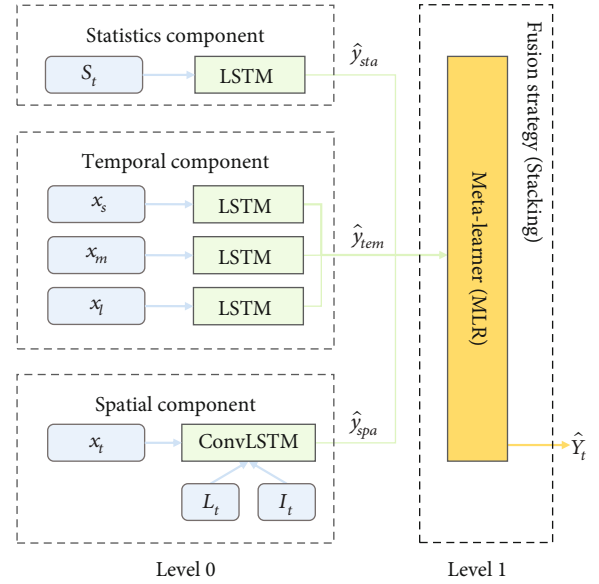 Statistics component
S_t
LSTM
ŷ_sta
Temporal component
x_s
LSTM
x_m
LSTM
ŷ_tem
x_l
LSTM
Spatial component
x_t
ConvLSTM
ŷ_spa
L_t
I_t
Level 0
Meta-learner (MLR)
Fusion strategy (Stacking)
Ŷ_t
Level 1